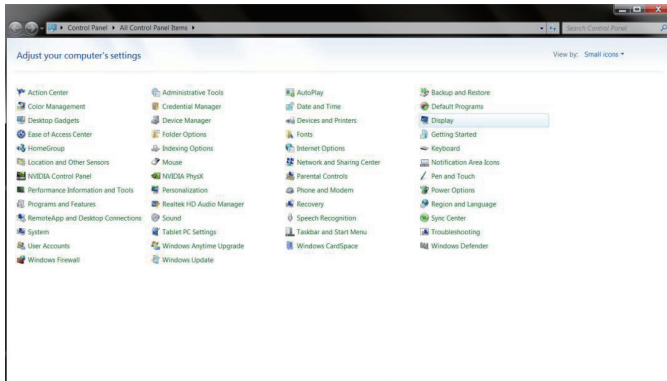 Control Panel ▸ All Control Panel Items ▸
Search Control Panel
Adjust your computer's settings
View by: Small icons
Action Center
Administrative Tools
AutoPlay
Backup and Restore
Color Management
Credential Manager
Date and Time
Default Programs
Desktop Gadgets
Device Manager
Devices and Printers
Display
Ease of Access Center
Folder Options
Fonts
Getting Started
HomeGroup
Indexing Options
Internet Options
Keyboard
Location and Other Sensors
Mouse
Network and Sharing Center
Notification Area Icons
NVIDIA Control Panel
NVIDIA PhysX
Parental Controls
Pen and Touch
Performance Information and Tools
Personalization
Phone and Modem
Power Options
Programs and Features
Realtek HD Audio Manager
Recovery
Region and Language
RemoteApp and Desktop Connections
Sound
Speech Recognition
Sync Center
System
Tablet PC Settings
Taskbar and Start Menu
Troubleshooting
User Accounts
Windows Anytime Upgrade
Windows CardSpace
Windows Defender
Windows Firewall
Windows Update